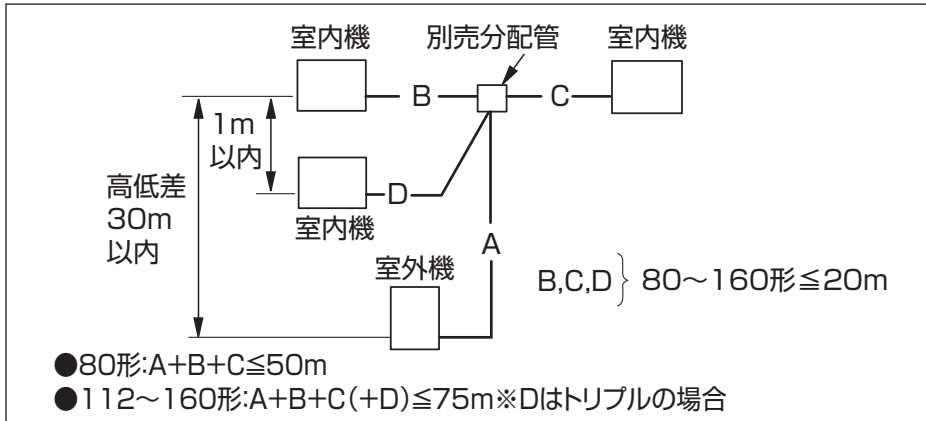 室内機
別売分配管
室内機
B
C
1m
以内
高低差
30m
以内
D
室内機
A
室外機
B,C,D} 80〜160形≦20m
●80形:A+B+C≦50m
●112〜160形:A+B+C(+D)≦75m※Dはトリプルの場合